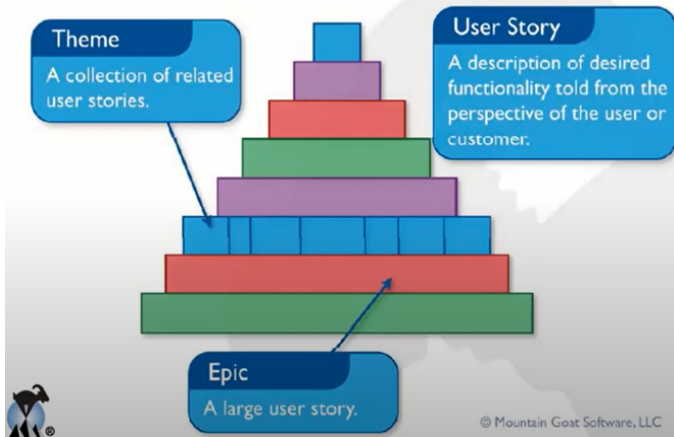 Theme
A collection of related
user stories.
User Story
A description of desired
functionality told from the
perspective of the user or
customer.
Epic
A large user story.
®
© Mountain Goat Software, LLC